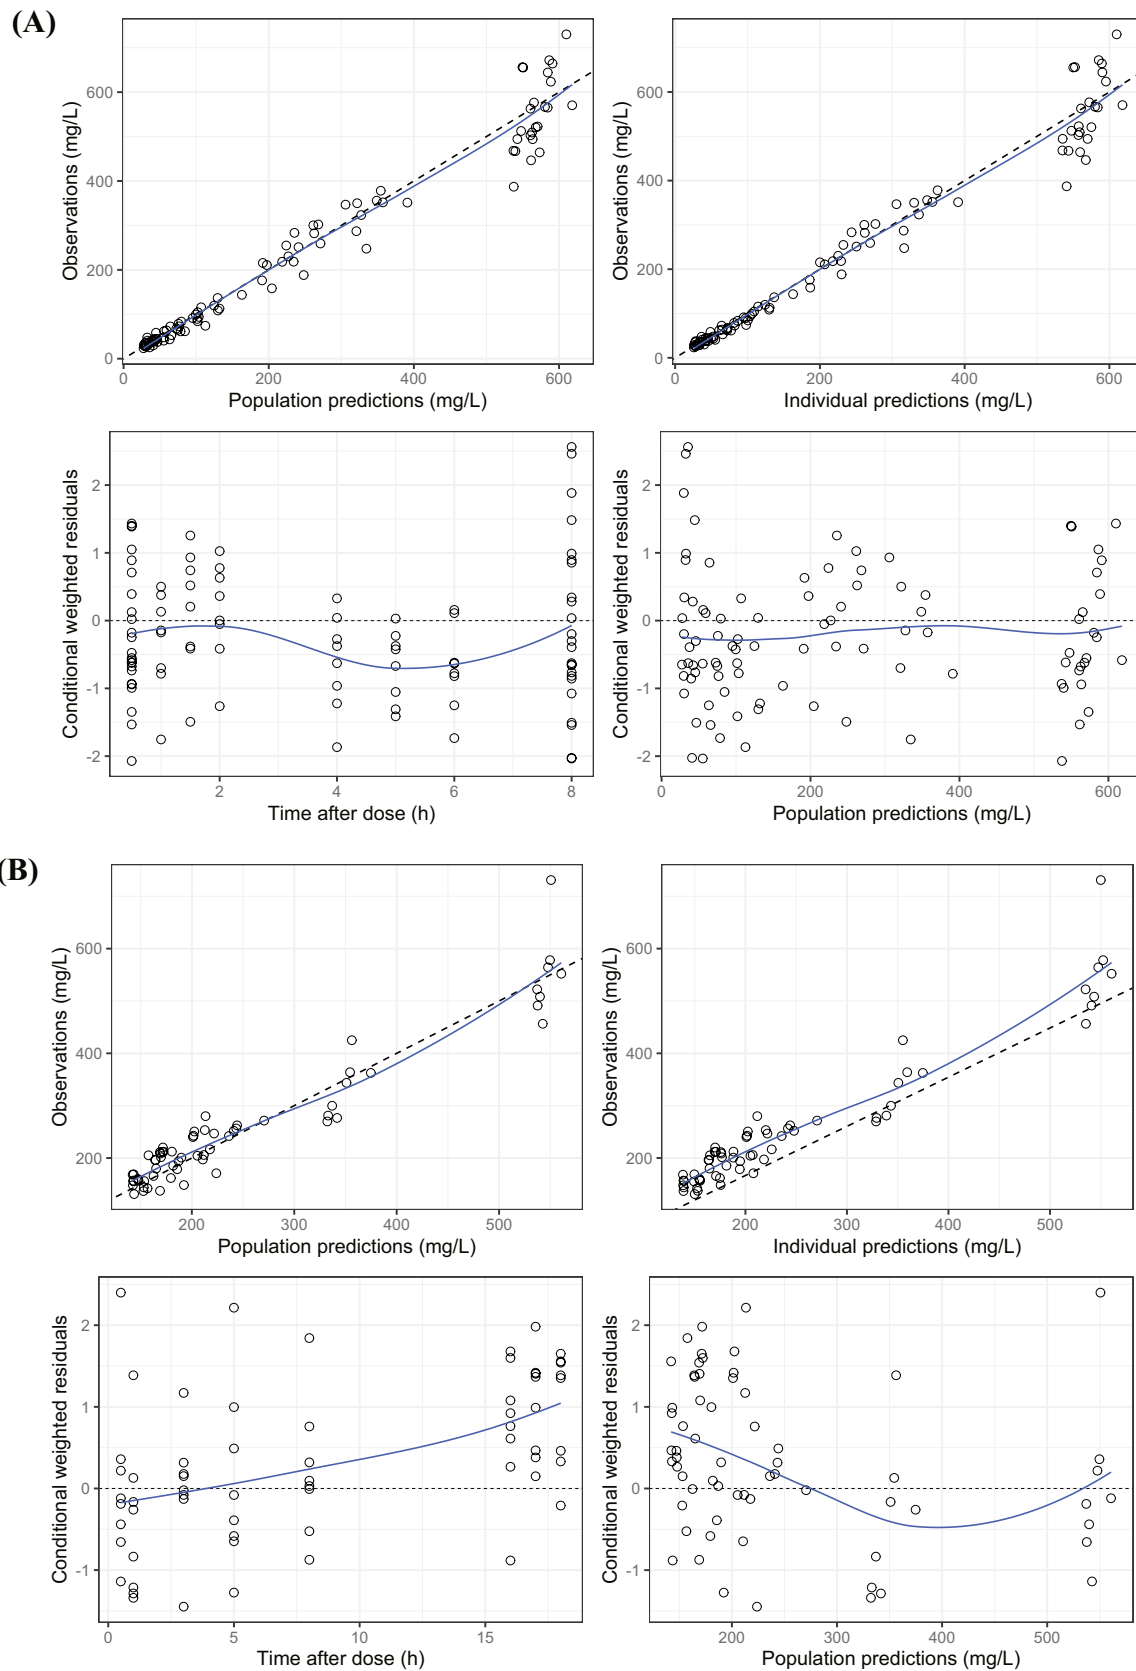 (A)
Observations (mg/L)
600
400
200
0
0 200 400 600
Population predictions (mg/L)
Observations (mg/L)
600
400
200
0
0 200 400 600
Individual predictions (mg/L)
Conditional weighted residuals
2
1
0
-1
-2
2 4 6 8
Time after dose (h)
Conditional weighted residuals
2
1
0
-1
-2
0 200 400 600
Population predictions (mg/L)
(B)
Observations (mg/L)
600
400
200
200 300 400 500
Population predictions (mg/L)
Observations (mg/L)
600
400
200
200 300 400 500
Individual predictions (mg/L)
Conditional weighted residuals
2
1
0
-1
0 5 10 15
Time after dose (h)
Conditional weighted residuals
2
1
0
-1
200 300 400 500
Population predictions (mg/L)